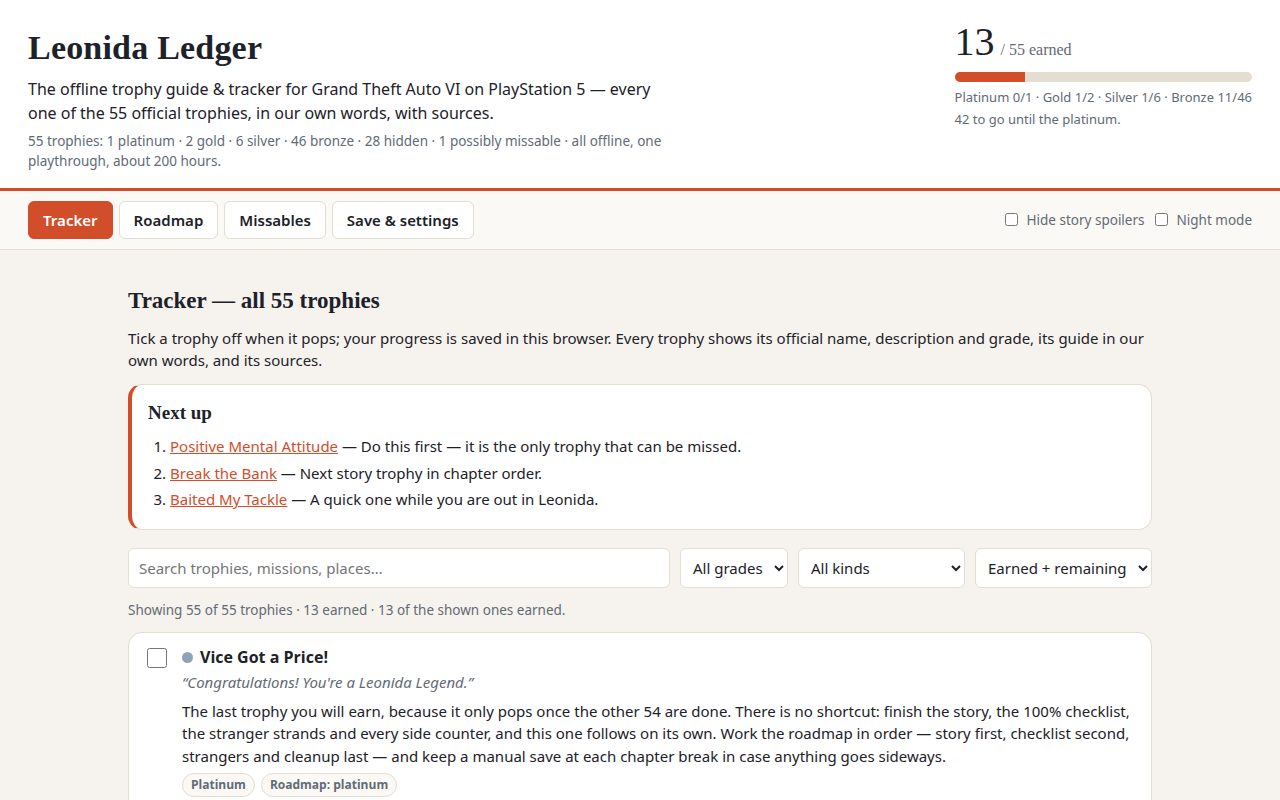 Leonida Ledger
The offline trophy guide & tracker for Grand Theft Auto VI on PlayStation 5 — every
one of the 55 official trophies, in our own words, with sources.
55 trophies: 1 platinum · 2 gold · 6 silver · 46 bronze · 28 hidden · 1 possibly missable · all offline, one
playthrough, about 200 hours.
13 / 55 earned
Platinum 0/1 · Gold 1/2 · Silver 1/6 · Bronze 11/46
42 to go until the platinum.
Tracker Roadmap Missables Save & settings Hide story spoilers Night mode
Tracker — all 55 trophies
Tick a trophy off when it pops; your progress is saved in this browser. Every trophy shows its official name, description and grade, its guide in our
own words, and its sources.
Next up
1. Positive Mental Attitude — Do this first — it is the only trophy that can be missed.
2. Break the Bank — Next story trophy in chapter order.
3. Baited My Tackle — A quick one while you are out in Leonida.
Search trophies, missions, places... All grades All kinds Earned + remaining
Showing 55 of 55 trophies · 13 earned · 13 of the shown ones earned.
Vice Got a Price!
“Congratulations! You're a Leonida Legend.”
The last trophy you will earn, because it only pops once the other 54 are done. There is no shortcut: finish the story, the 100% checklist,
the stranger strands and every side counter, and this one follows on its own. Work the roadmap in order — story first, checklist second,
strangers and cleanup last — and keep a manual save at each chapter break in case anything goes sideways.
Platinum Roadmap: platinum